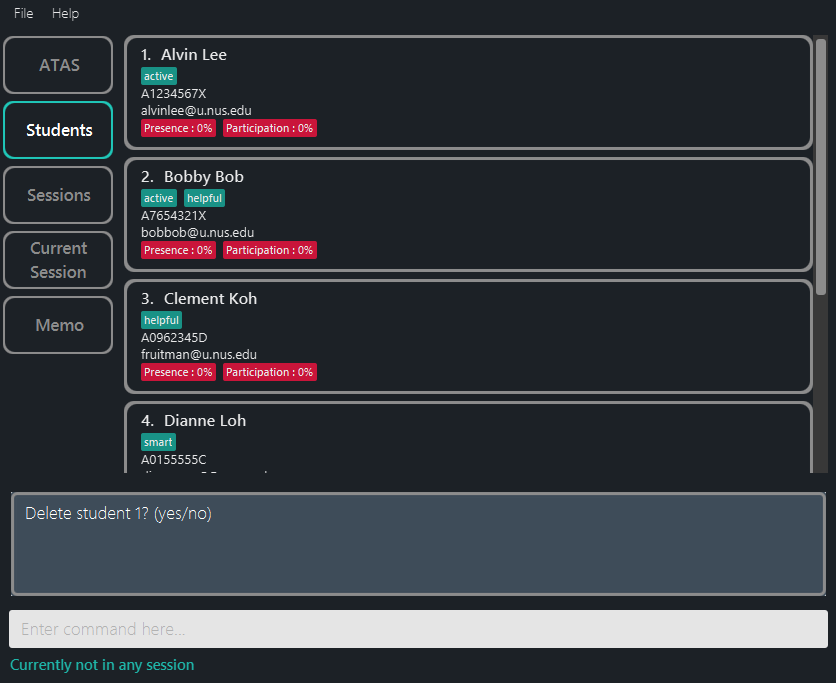 File Help
ATAS
Students
Sessions
Current
Session
Memo
1. Alvin Lee
active
A1234567X
alvinlee@u.nus.edu
Presence : 0% Participation : 0%
2. Bobby Bob
active helpful
A7654321X
bobbob@u.nus.edu
Presence : 0% Participation : 0%
3. Clement Koh
helpful
A0962345D
fruitman@u.nus.edu
Presence : 0% Participation : 0%
4. Dianne Loh
smart
A0155555C
Delete student 1? (yes/no)
Enter command here...
Currently not in any session